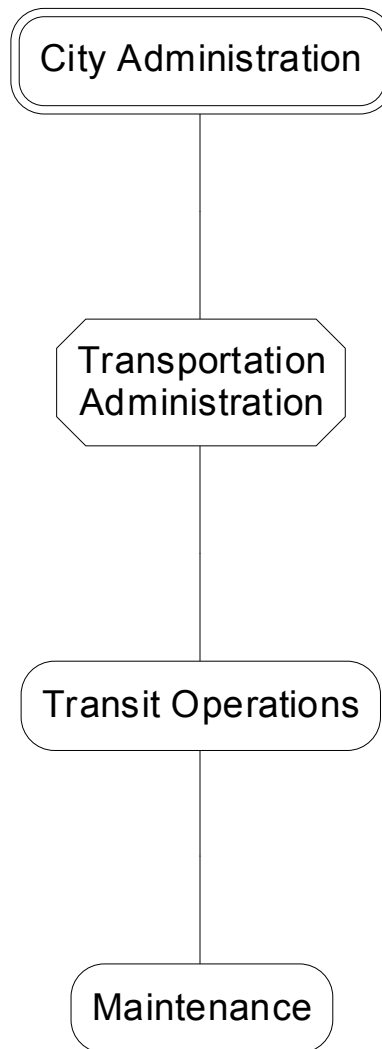 City Administration
Transportation
Administration
Transit Operations
Maintenance